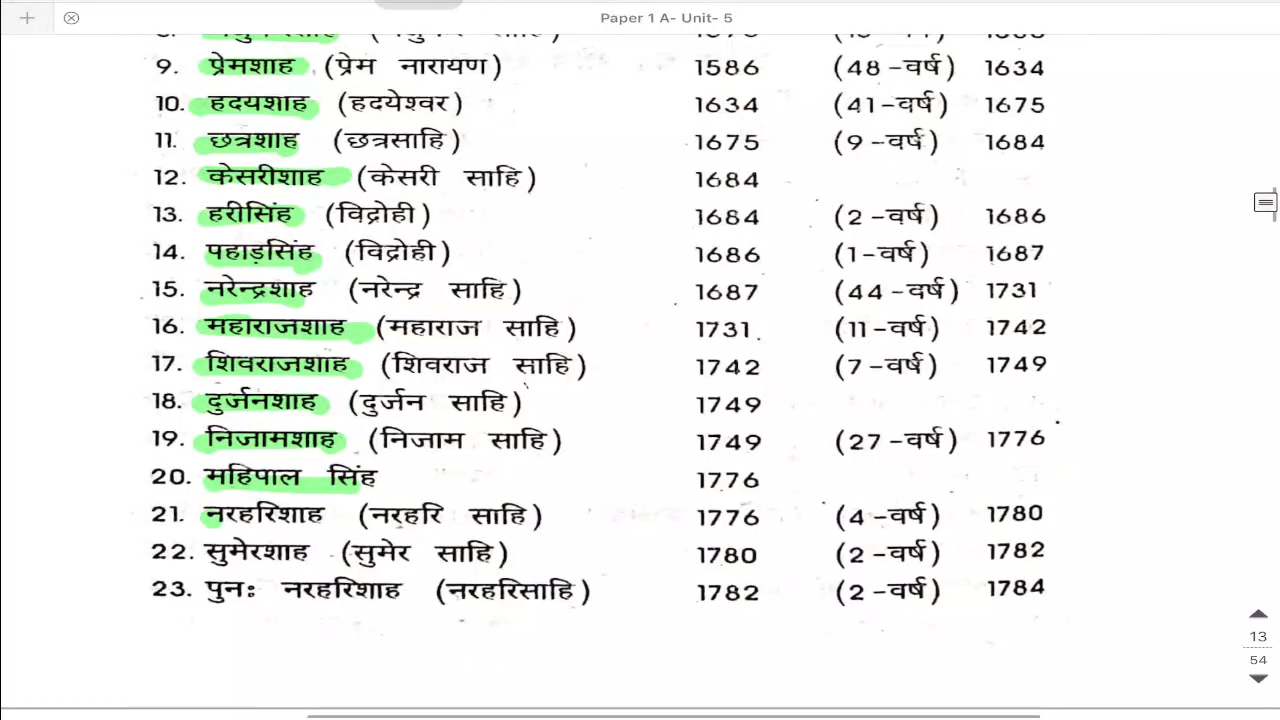 Paper 1 A- Unit- 5
9. प्रेमशाह (प्रेम नारायण) 1586 (48-वर्ष) 1634
10. हदयशाह (हदयेश्वर) 1634 (41-वर्ष) 1675
11. छत्रशाह (छत्रसाहि) 1675 (9-वर्ष) 1684
12. केसरीशाह (केसरी साहि) 1684
13. हरीसिंह (विद्रोही) 1684 (2-वर्ष) 1686
14. पहाड़सिंह (विद्रोही) 1686 (1-वर्ष) 1687
15. नरेन्द्रशाह (नरेन्द्र साहि) 1687 (44-वर्ष) 1731
16. महाराजशाह (महाराज साहि) 1731 (11-वर्ष) 1742
17. शिवराजशाह (शिवराज साहि) 1742 (7-वर्ष) 1749
18. दुर्जनशाह (दुर्जन साहि) 1749
19. निजामशाह (निजाम साहि) 1749 (27-वर्ष) 1776
20. महिपाल सिंह 1776
21. नरहरिशाह (नरहरि साहि) 1776 (4-वर्ष) 1780
22. सुमेरशाह (सुमेर साहि) 1780 (2-वर्ष) 1782
23. पुनः नरहरिशाह (नरहरिसाहि) 1782 (2-वर्ष) 1784
13
54